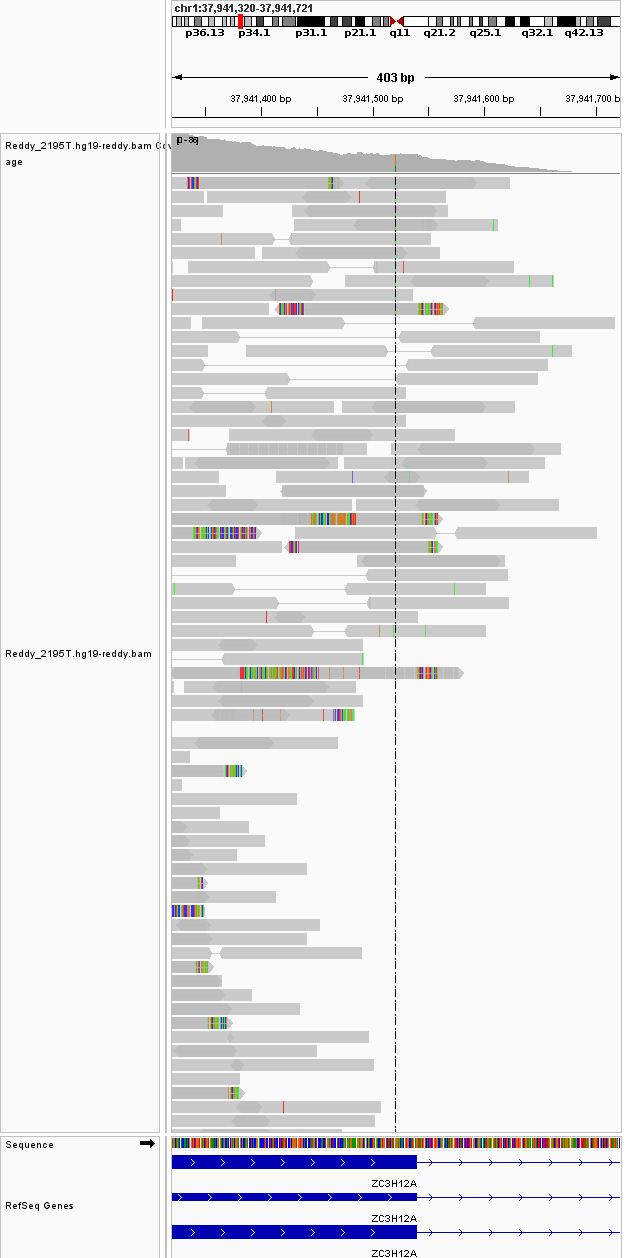 chr1:37,941,320-37,941,721
p36.13 p34.1 p31.1 p21.1 q11 q21.2 q25.1 q32.1 q42.13
403 bp
37,941,400 bp 37,941,500 bp 37,941,600 bp 37,941,700 b
Reddy_2195T.hg19-reddy.bam Cov
age
Reddy_2195T.hg19-reddy.bam
Sequence
ZC3H12A
RefSeq Genes
ZC3H12A
ZC3H12A